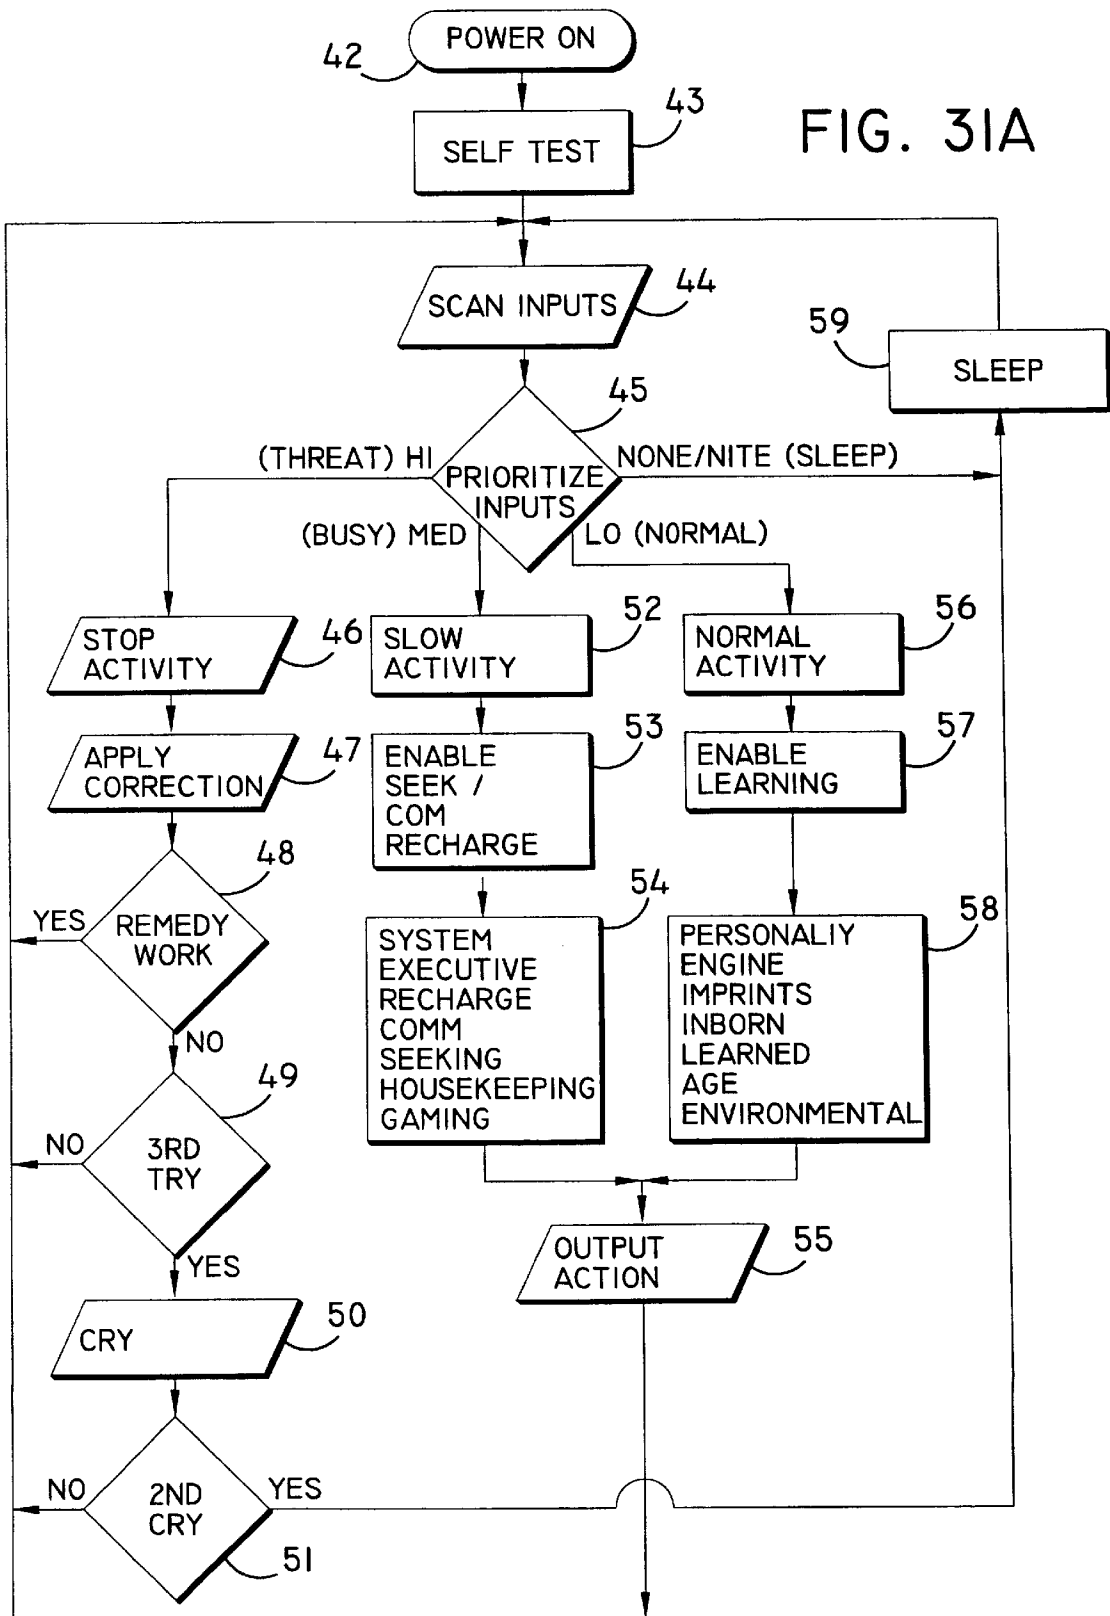 POWER ON
42
43
FIG. 31A
SELF TEST
44
SCAN INPUTS
59
SLEEP
45
(THREAT) HI
NONE/NITE (SLEEP)
PRIORITIZE
INPUTS
(BUSY) MED
LO (NORMAL)
STOP
ACTIVITY
46
SLOW
ACTIVITY
52
NORMAL
ACTIVITY
56
APPLY
CORRECTION
47
ENABLE
SEEK /
COM
RECHARGE
53
ENABLE
LEARNING
57
48
YES
REMEDY
WORK
NO
54
SYSTEM
EXECUTIVE
RECHARGE
COMM
SEEKING
HOUSEKEEPING
GAMING
58
PERSONALIY
ENGINE
IMPRINTS
INBORN
LEARNED
AGE
ENVIRONMENTAL
49
NO
3RD
TRY
YES
OUTPUT
ACTION
55
CRY
50
NO
2ND
CRY
YES
51